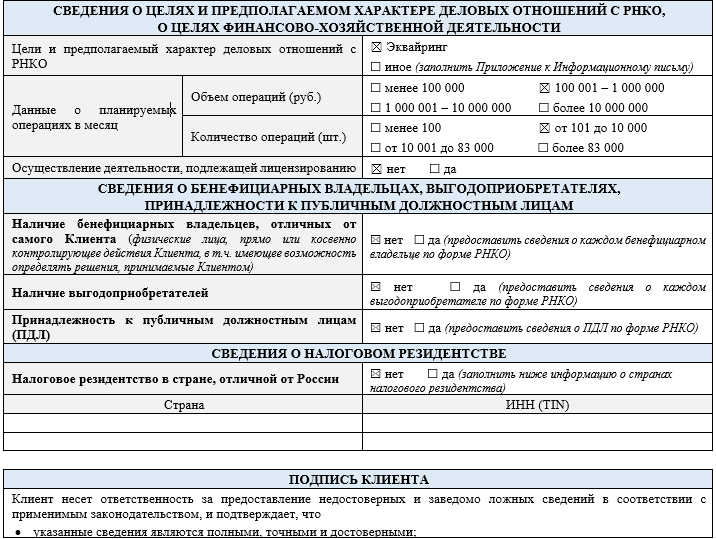 СВЕДЕНИЯ О ЦЕЛЯХ И ПРЕДПОЛАГАЕМОМ ХАРАКТЕРЕ ДЕЛОВЫХ ОТНОШЕНИЙ С РНКО,
О ЦЕЛЯХ ФИНАНСОВО-ХОЗЯЙСТВЕННОЙ ДЕЯТЕЛЬНОСТИ
Цели и предполагаемый характер деловых отношений с
РНКО
☒ Эквайринг
☐ иное (заполнить Приложение к Информационному письму)
Данные о планируемых
операциях в месяц
Объем операций (руб.)
☐ менее 100 000 ☒ 100 001 – 1 000 000
☐ 1 000 001 – 10 000 000 ☐ более 10 000 000
Количество операций (шт.)
☐ менее 100 ☒ от 101 до 10 000
☐ от 10 001 до 83 000 ☐ более 83 000
Осуществление деятельности, подлежащей лицензированию ☒ нет ☐ да
СВЕДЕНИЯ О БЕНЕФИЦИАРНЫХ ВЛАДЕЛЬЦАХ, ВЫГОДОПРИОБРЕТАТЕЛЯХ,
ПРИНАДЛЕЖНОСТИ К ПУБЛИЧНЫМ ДОЛЖНОСТНЫМ ЛИЦАМ
Наличие бенефициарных владельцев, отличных от
самого Клиента (физические лица, прямо или косвенно
контролирующее действия Клиента, в т.ч. имеющее возможность
определять решения, принимаемые Клиентом)
☒ нет ☐ да (предоставить сведения о каждом бенефициарном
владельце по форме РНКО)
Наличие выгодоприобретателей
☒ нет ☐ да (предоставить сведения о каждом
выгодоприобретателе по форме РНКО)
Принадлежность к публичным должностным лицам
(ПДЛ)
☒ нет ☐ да (предоставить сведения о ПДЛ по форме РНКО)
СВЕДЕНИЯ О НАЛОГОВОМ РЕЗИДЕНТСТВЕ
Налоговое резидентство в стране, отличной от России
☒ нет ☐ да (заполнить ниже информацию о странах
налогового резидентства)
Страна ИНН (TIN)
ПОДПИСЬ КЛИЕНТА
Клиент несет ответственность за предоставление недостоверных и заведомо ложных сведений в соответствии с
применимым законодательством, и подтверждает, что
• указанные сведения являются полными, точными и достоверными;